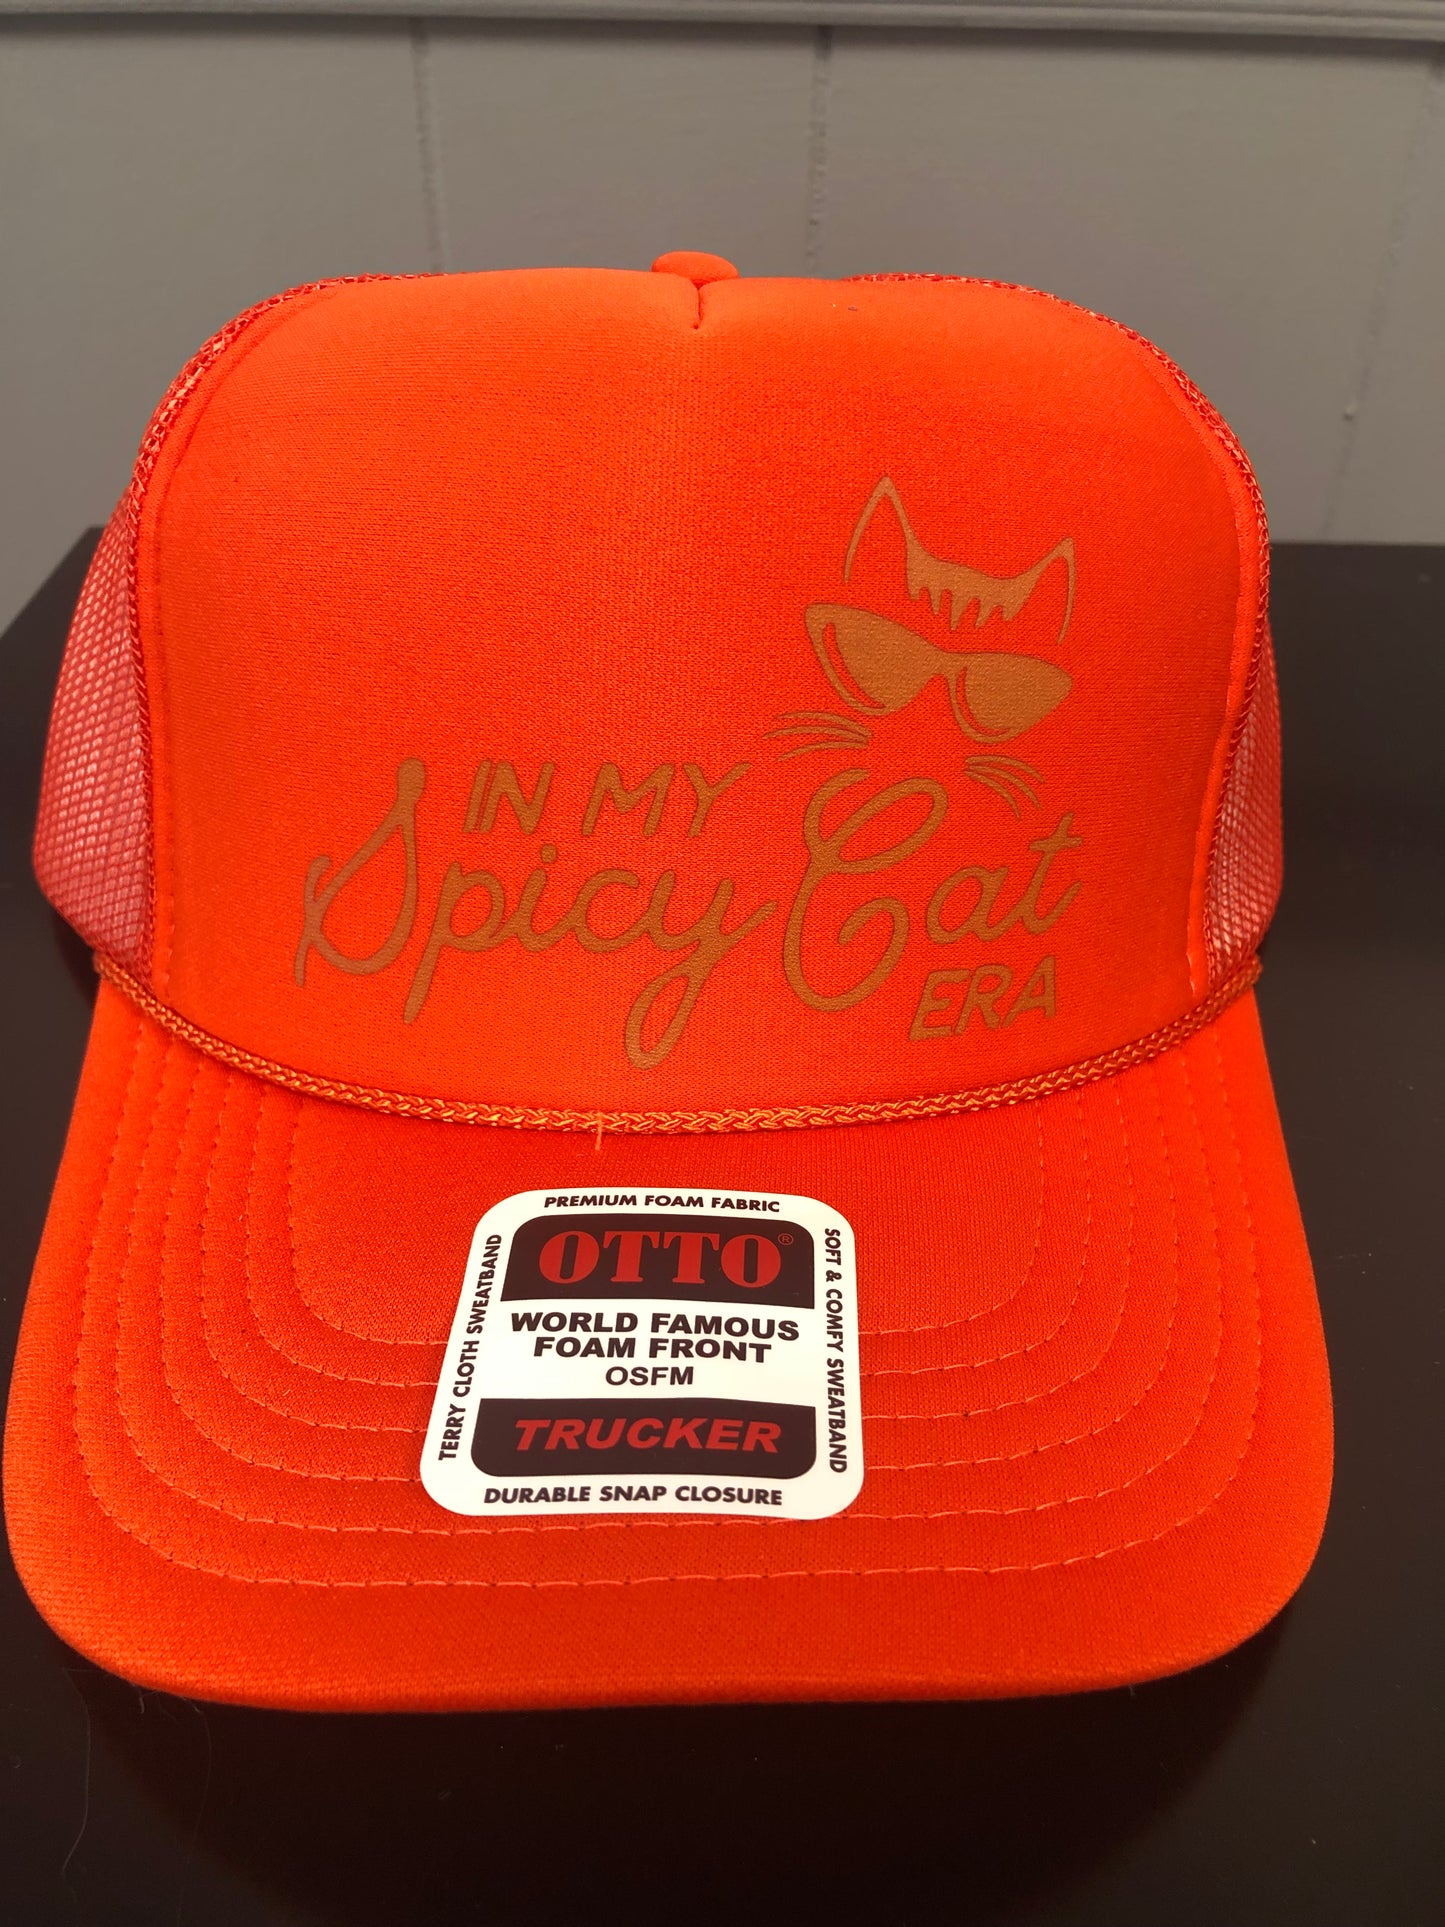 IN MY
Spicy Cat
ERA
PREMIUM FOAM FABRIC
OTTO®
WORLD FAMOUS
FOAM FRONT
OSFM
TRUCKER
DURABLE SNAP CLOSURE
TERRY CLOTH SWEATBAND
SOFT & COMFY SWEATBAND